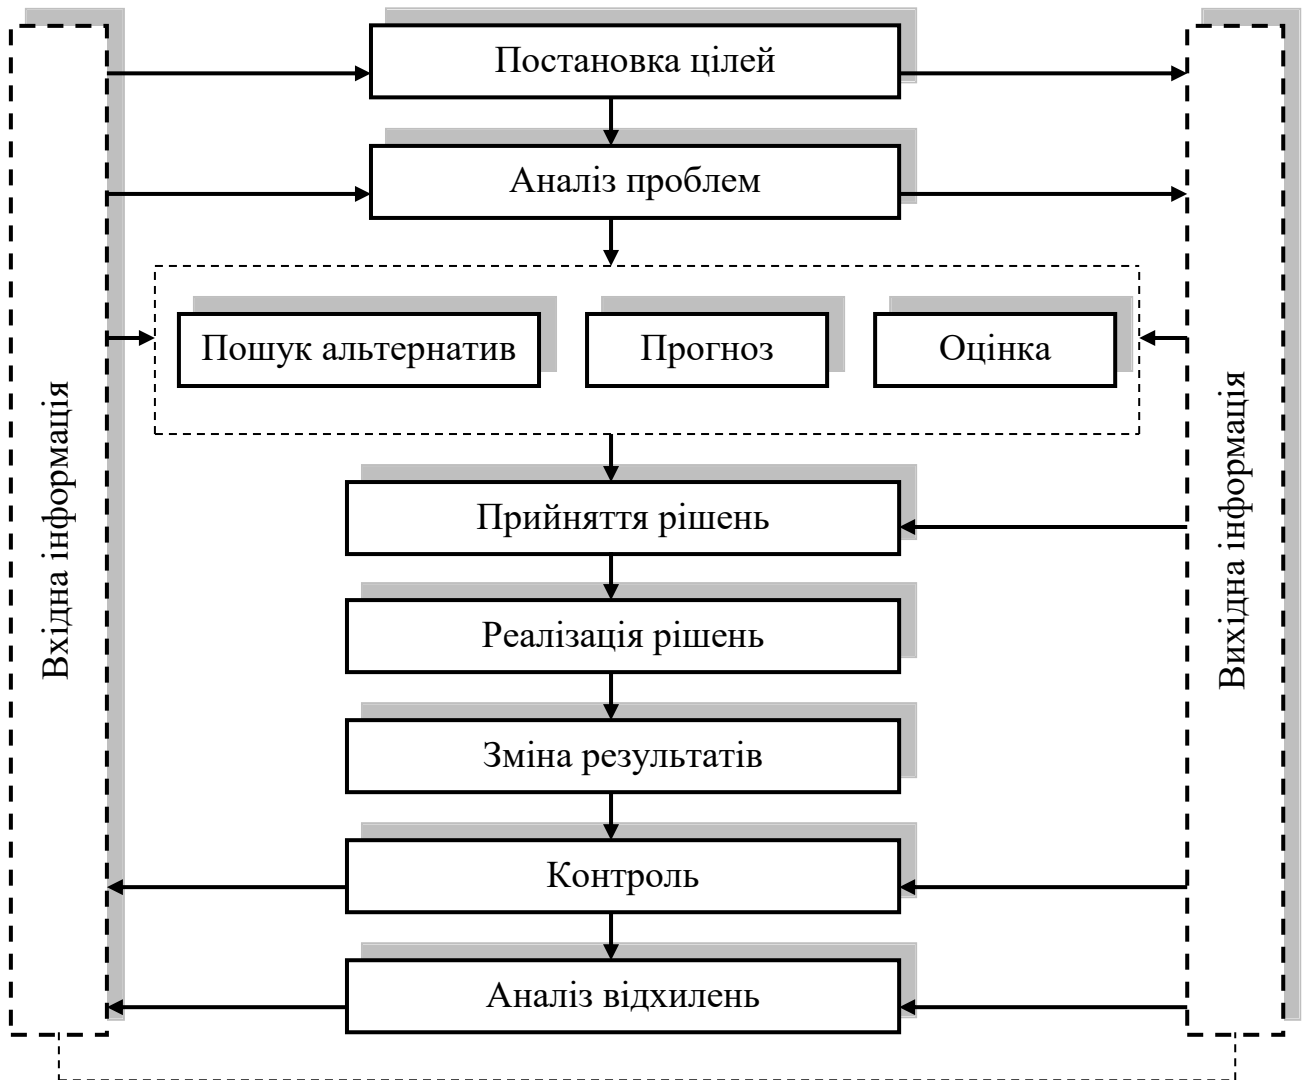 Постановка цілей
Аналіз проблем
Пошук альтернатив
Прогноз
Оцінка
Вхідна інформація
Вихідна інформація
Прийняття рішень
Реалізація рішень
Зміна результатів
Контроль
Аналіз відхилень